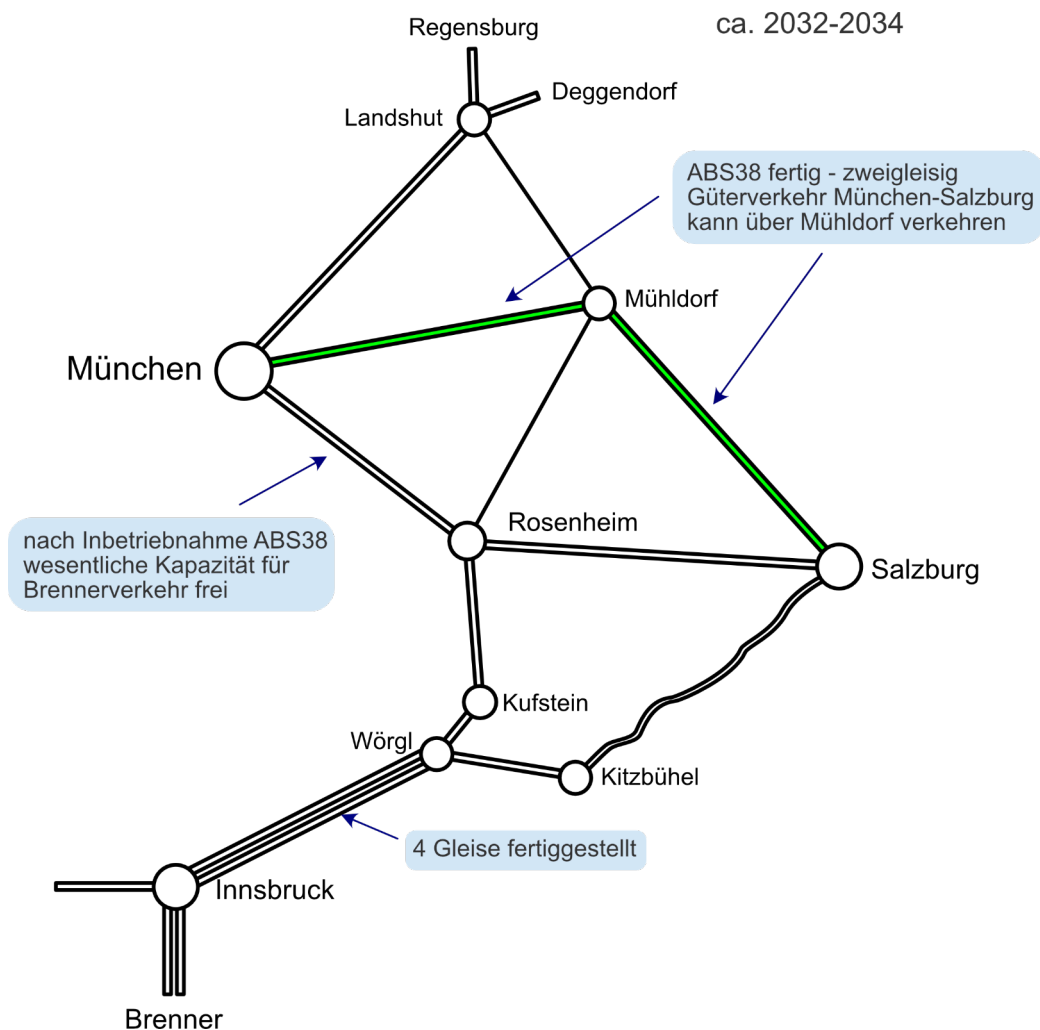 ca. 2032-2034
Regensburg
Deggendorf
Landshut
ABS38 fertig - zweigleisig
Güterverkehr München-Salzburg
kann über Mühldorf verkehren
Mühldorf
München
Rosenheim
nach Inbetriebnahme ABS38
wesentliche Kapazität für
Brennerverkehr frei
Salzburg
Kufstein
Wörgl
Kitzbühel
4 Gleise fertiggestellt
Innsbruck
Brenner